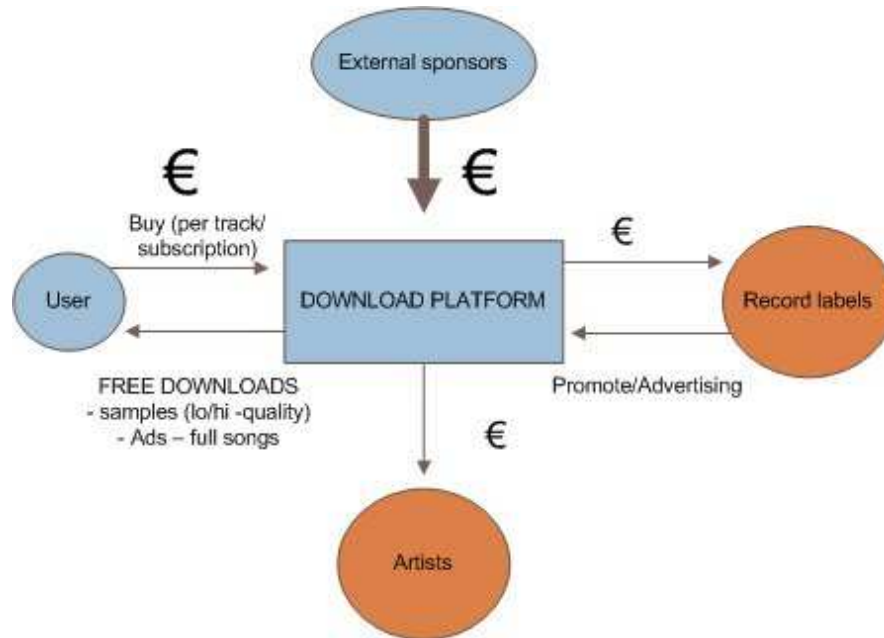 External sponsors
€
€
Buy (per track/
subscription)
€
User
DOWNLOAD PLATFORM
Record labels
FREE DOWNLOADS
- samples (lo/hi -quality)
- Ads – full songs
Promote/Advertising
€
Artists